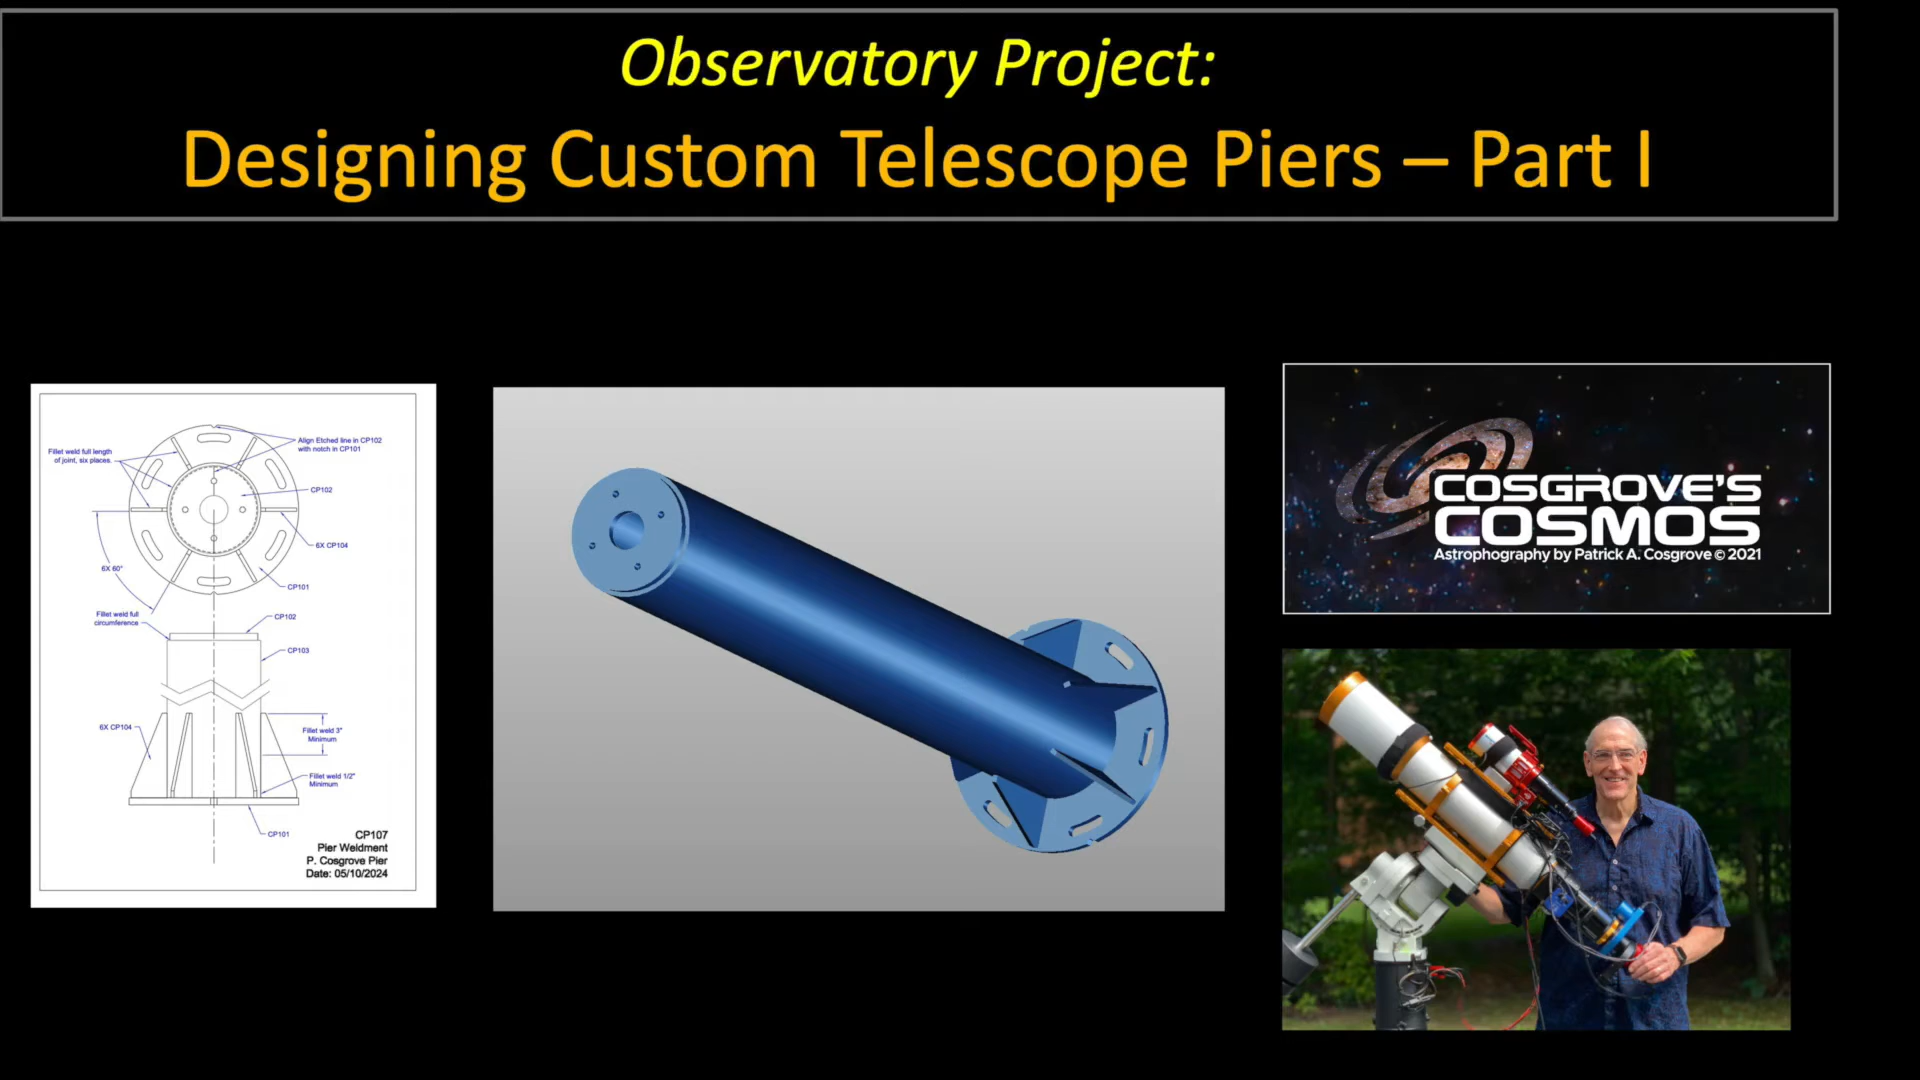 Observatory Project:
Designing Custom Telescope Piers – Part I
Align Etched line in CP102
with notch in CP101
Fillet weld full length
of joint, six places.
CP102
6X CP104
6X 60°
CP101
Fillet weld full
circumference
CP102
CP103
6X CP104
Fillet weld 3"
Minimum
Fillet weld 1/2"
Minimum
CP101
CP107
Pier Weldment
P. Cosgrove Pier
Date: 05/10/2024
COSGROVE'S
COSMOS
Astrophography by Patrick A. Cosgrove © 2021